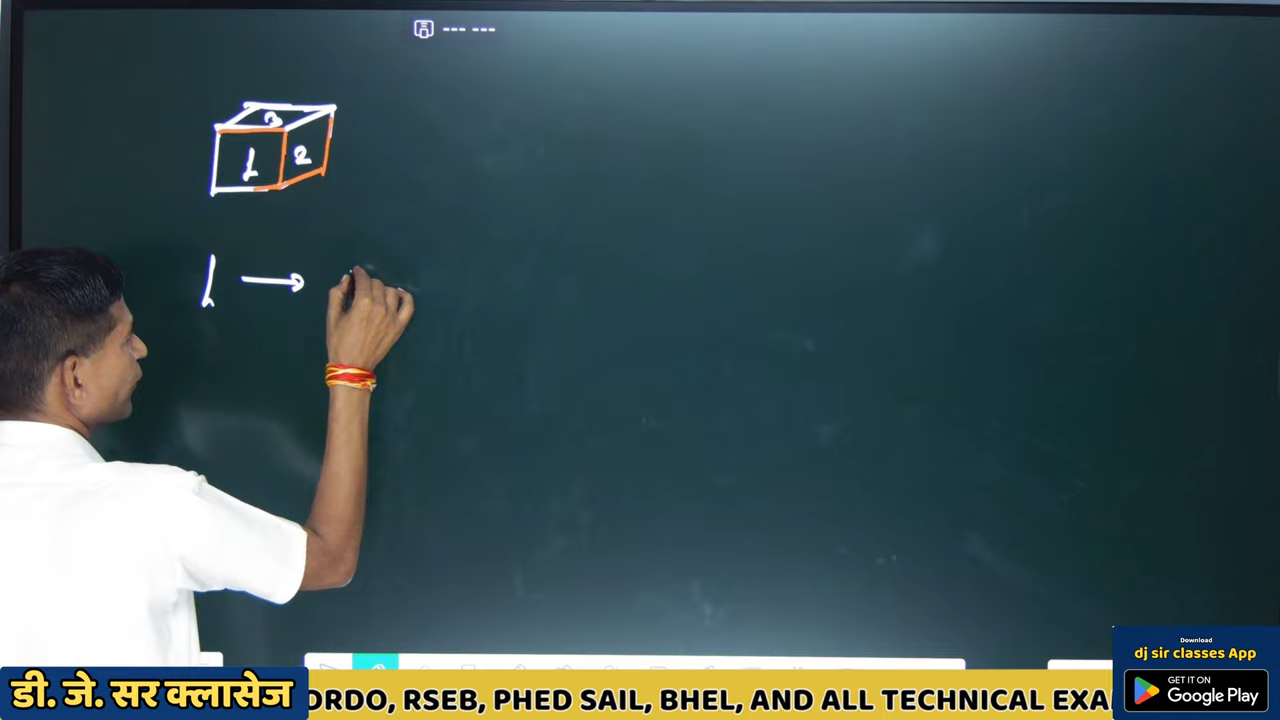 --- ---
3
1 2
1 →
डी. जे. सर क्लासेज
ORDO, RSEB, PHED SAIL, BHEL, AND ALL TECHNICAL EXA
Download
dj sir classes App
GET IT ON
Google Play